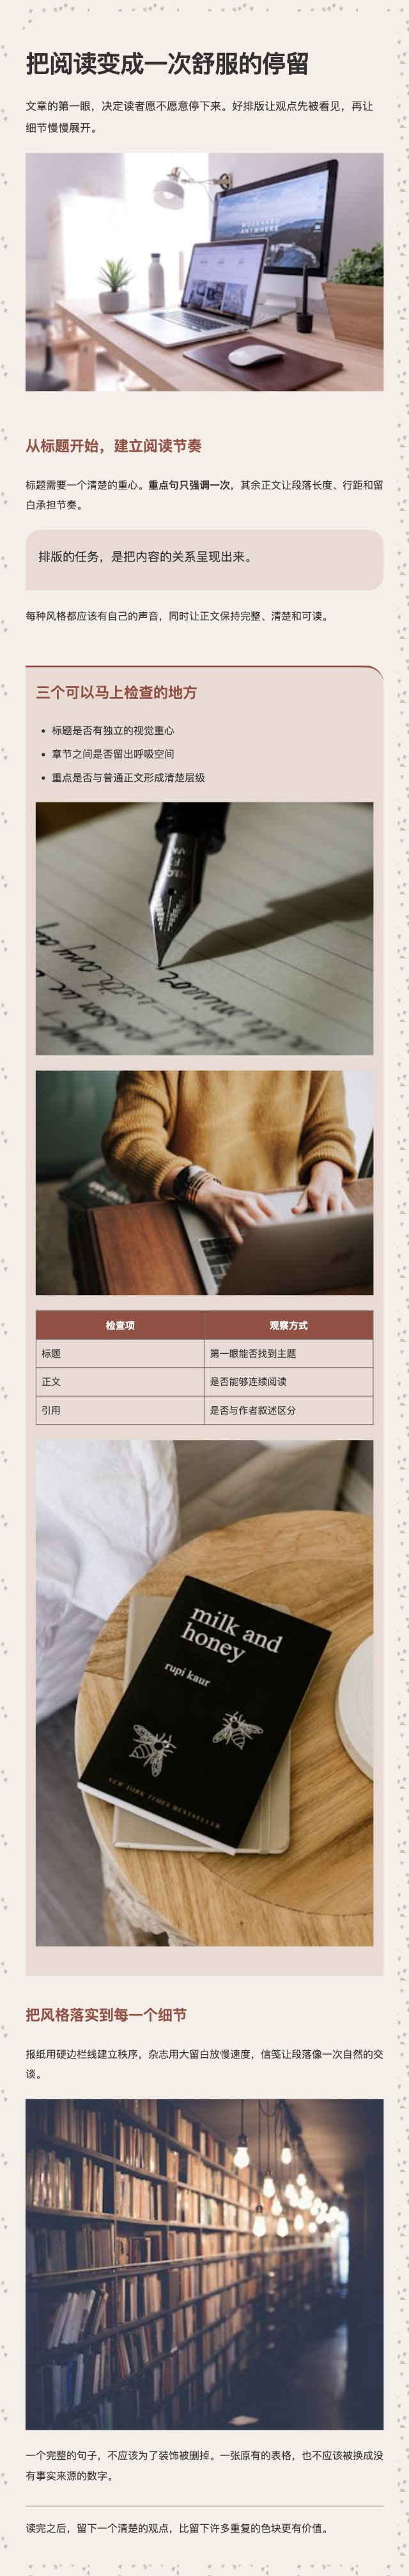 把阅读变成一次舒服的停留
文章的第一眼，决定读者愿不愿意停下来。好排版让观点先被看见，再让
细节慢慢展开。
从标题开始，建立阅读节奏
标题需要一个清楚的重心。重点句只强调一次，其余正文让段落长度、行距和留
白承担节奏。
排版的任务，是把内容的关系呈现出来。
每种风格都应该有自己的声音，同时让正文保持完整、清楚和可读。
三个可以马上检查的地方
• 标题是否有独立的视觉重心
• 章节之间是否留出呼吸空间
• 重点是否与普通正文形成清楚层级
检查项 观察方式
标题 第一眼能否找到主题
正文 是否能够连续阅读
引用 是否与作者叙述区分
milk and
honey
rupi kaur
NEW YORK TIMES BESTSELLER
把风格落实到每一个细节
报纸用硬边栏线建立秩序，杂志用大留白放慢速度，信笺让段落像一次自然的交
谈。
一个完整的句子，不应该为了装饰被删掉。一张原有的表格，也不应该被换成没
有事实来源的数字。
读完之后，留下一个清楚的观点，比留下许多重复的色块更有价值。